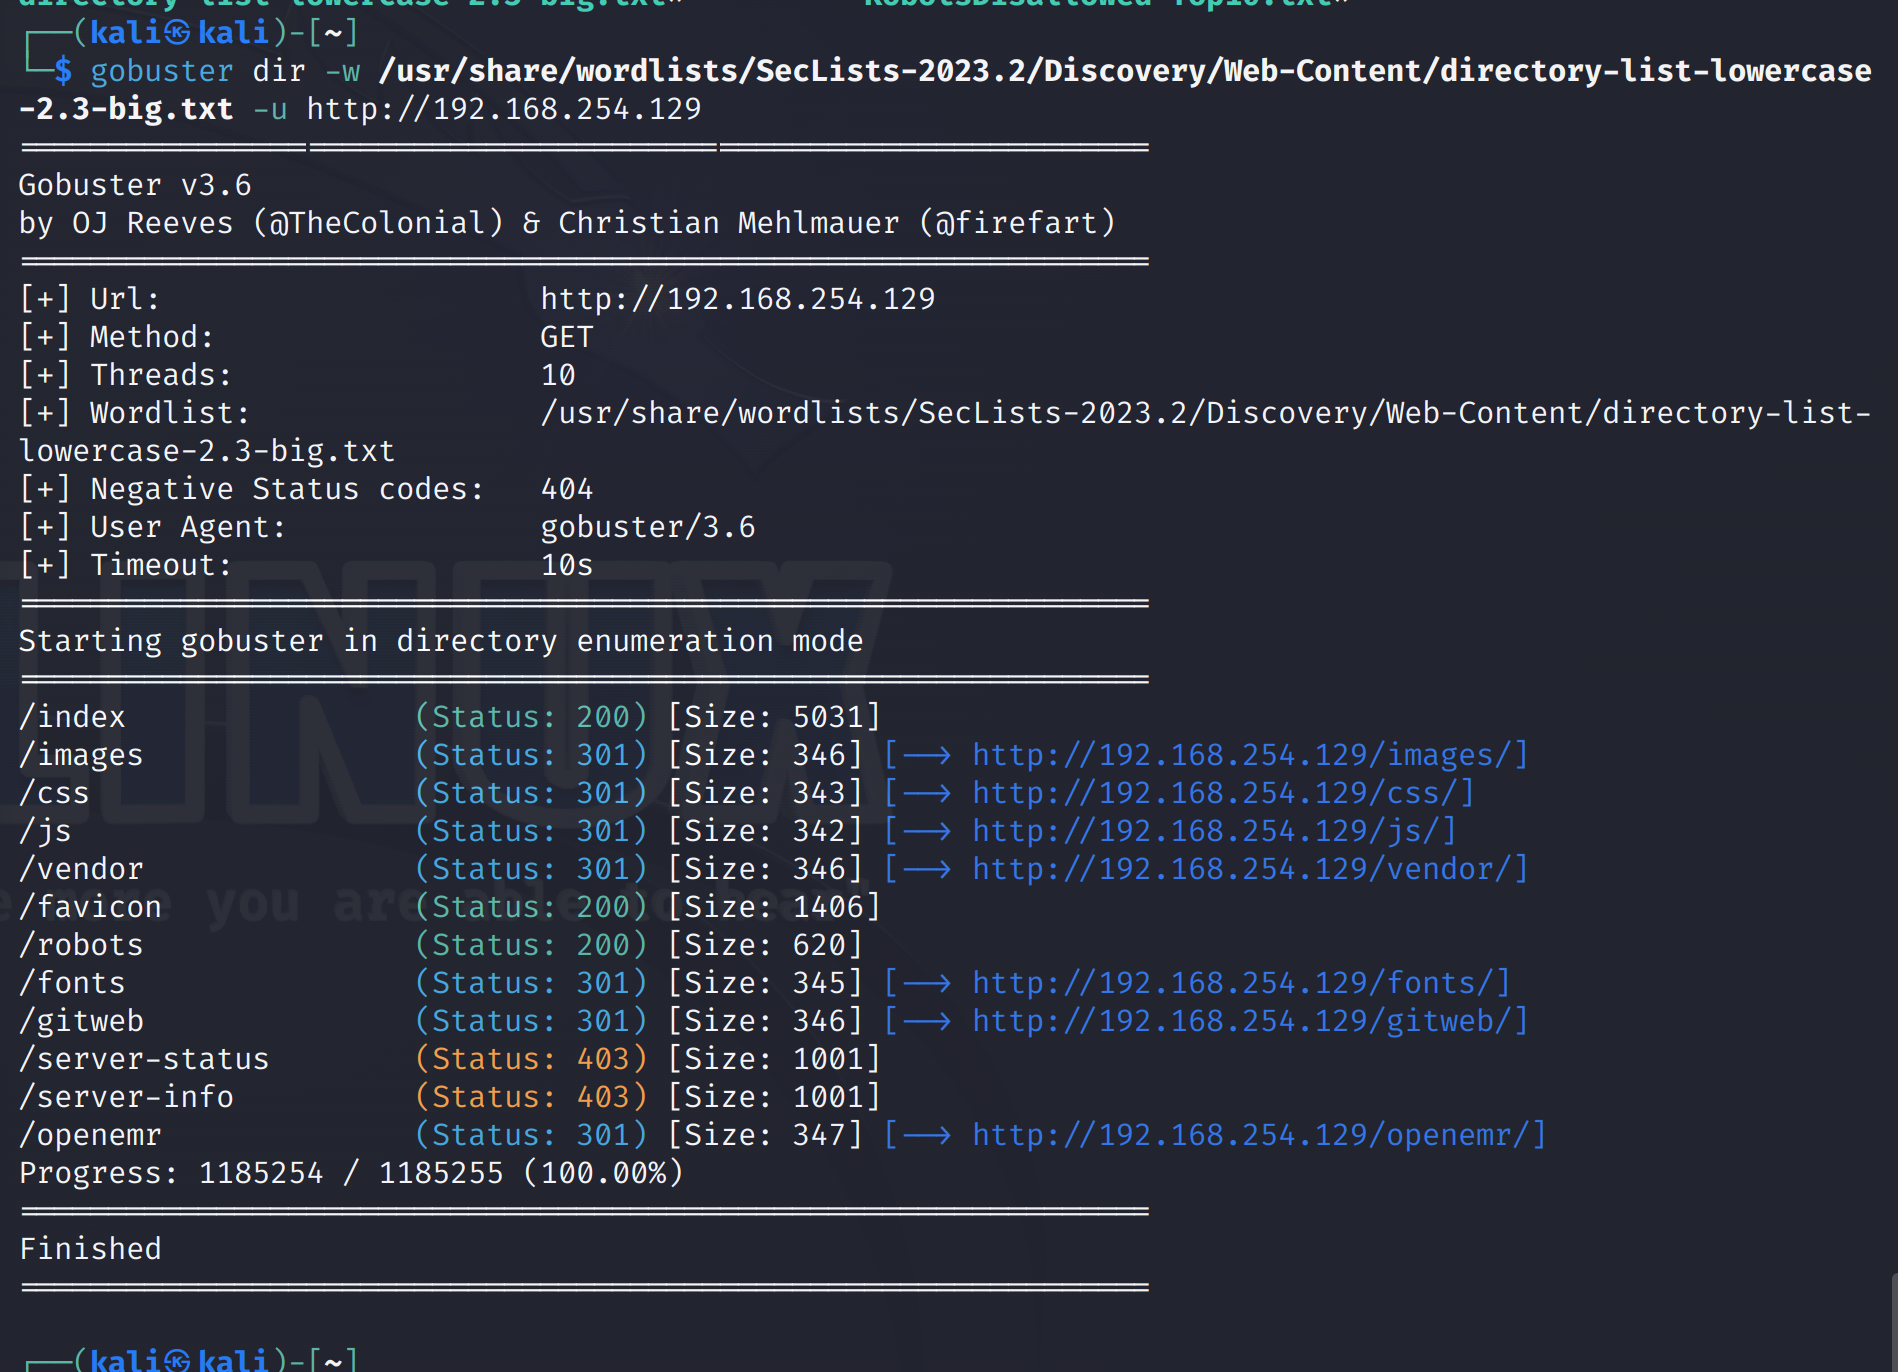 directory-list-lowercase-2.3-big.txt* RobotsDisallowed-Top10.txt*
┌──(kali㉿kali)-[~]
└─$ gobuster dir -w /usr/share/wordlists/SecLists-2023.2/Discovery/Web-Content/directory-list-lowercase
-2.3-big.txt -u http://192.168.254.129
===============================================================
Gobuster v3.6
by OJ Reeves (@TheColonial) & Christian Mehlmauer (@firefart)
===============================================================
[+] Url:                     http://192.168.254.129
[+] Method:                  GET
[+] Threads:                 10
[+] Wordlist:                /usr/share/wordlists/SecLists-2023.2/Discovery/Web-Content/directory-list-
lowercase-2.3-big.txt
[+] Negative Status codes:   404
[+] User Agent:              gobuster/3.6
[+] Timeout:                 10s
===============================================================
Starting gobuster in directory enumeration mode
===============================================================
/index                (Status: 200) [Size: 5031]
/images               (Status: 301) [Size: 346] [--> http://192.168.254.129/images/]
/css                  (Status: 301) [Size: 343] [--> http://192.168.254.129/css/]
/js                   (Status: 301) [Size: 342] [--> http://192.168.254.129/js/]
/vendor               (Status: 301) [Size: 346] [--> http://192.168.254.129/vendor/]
/favicon              (Status: 200) [Size: 1406]
/robots               (Status: 200) [Size: 620]
/fonts                (Status: 301) [Size: 345] [--> http://192.168.254.129/fonts/]
/gitweb               (Status: 301) [Size: 346] [--> http://192.168.254.129/gitweb/]
/server-status        (Status: 403) [Size: 1001]
/server-info          (Status: 403) [Size: 1001]
/openemr              (Status: 301) [Size: 347] [--> http://192.168.254.129/openemr/]
Progress: 1185254 / 1185255 (100.00%)
===============================================================
Finished
===============================================================
┌──(kali㉿kali)-[~]